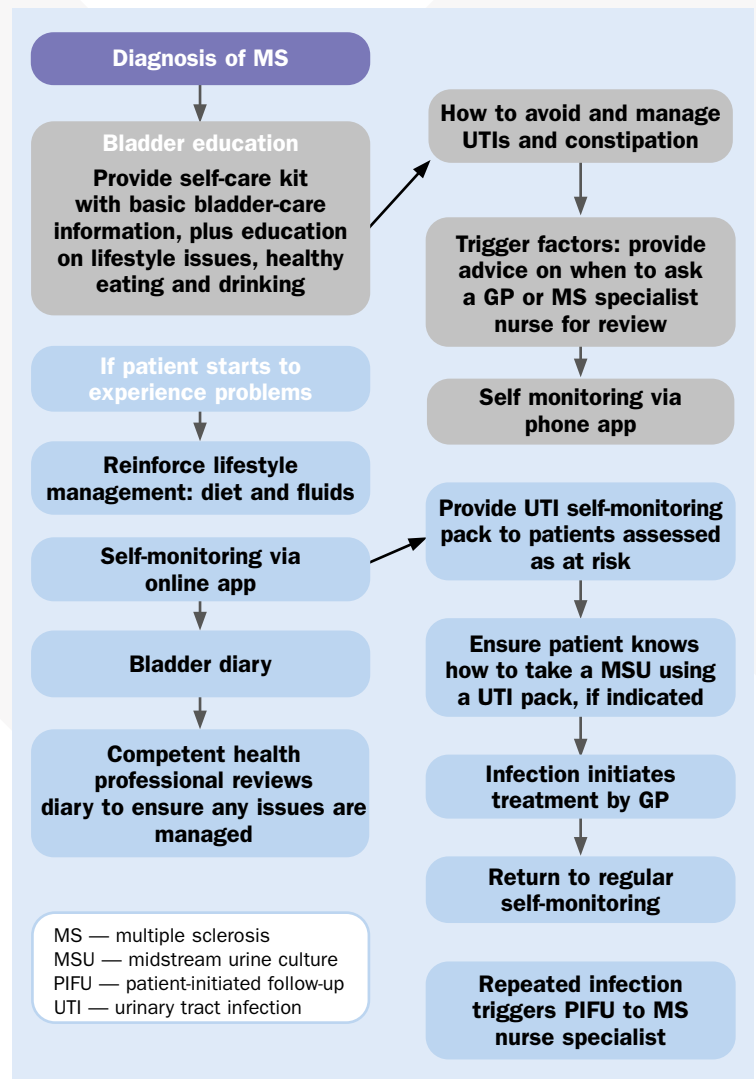 Diagnosis of MS
Bladder education
Provide self-care kit
with basic bladder-care
information, plus education
on lifestyle issues, healthy
eating and drinking
How to avoid and manage
UTIs and constipation
Trigger factors: provide
advice on when to ask
a GP or MS specialist
nurse for review
Self monitoring via
phone app
If patient starts to
experience problems
Reinforce lifestyle
management: diet and fluids
Self-monitoring via
online app
Bladder diary
Competent health
professional reviews
diary to ensure any issues are
managed
Provide UTI self-monitoring
pack to patients assessed
as at risk
Ensure patient knows
how to take a MSU using
a UTI pack, if indicated
Infection initiates
treatment by GP
Return to regular
self-monitoring
Repeated infection
triggers PIFU to MS
nurse specialist
MS — multiple sclerosis
MSU — midstream urine culture
PIFU — patient-initiated follow-up
UTI — urinary tract infection